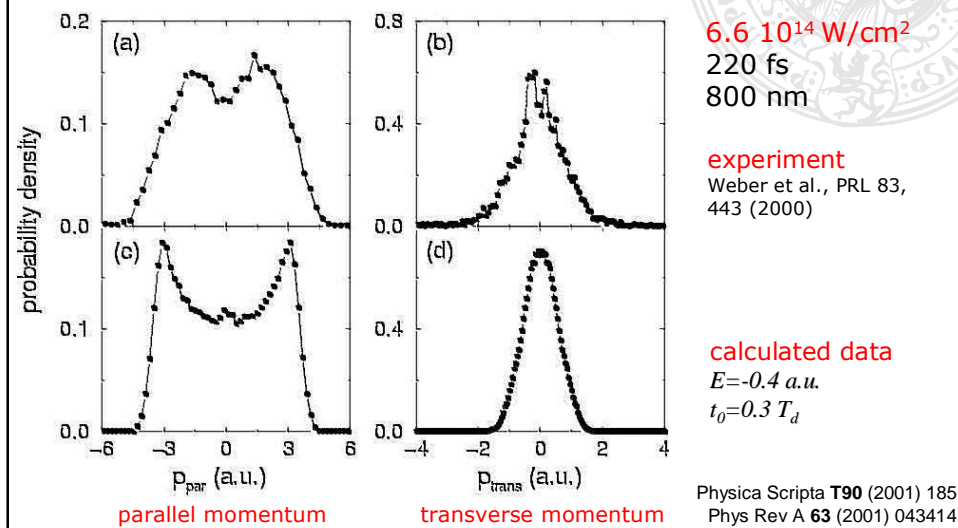 (a)
(b)
0.2
0.1
0.0
0.8
0.4
0.0
probability density
(c)
(d)
0.1
0.0
0.4
0.0
−6 −3 0 3 6
−4 −2 0 2 4
p_par (a.u.)
p_trans (a.u.)
parallel momentum
transverse momentum
6.6 10¹⁴ W/cm²
220 fs
800 nm
experiment
Weber et al., PRL 83,
443 (2000)
calculated data
E=-0.4 a.u.
t₀=0.3 T_d
Physica Scripta T90 (2001) 185
Phys Rev A 63 (2001) 043414